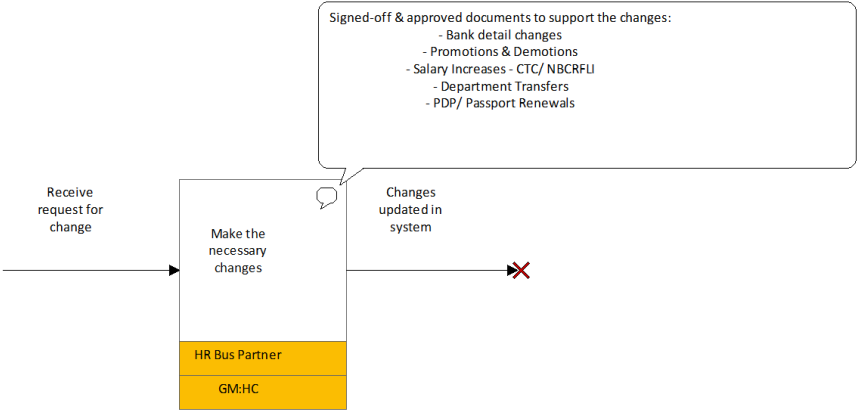 Signed-off & approved documents to support the changes:
- Bank detail changes
- Promotions & Demotions
- Salary Increases - CTC/ NBCRFLI
- Department Transfers
- PDP/ Passport Renewals
Receive
request for
change
Make the
necessary
changes
Changes
updated in
system
HR Bus Partner
GM:HC